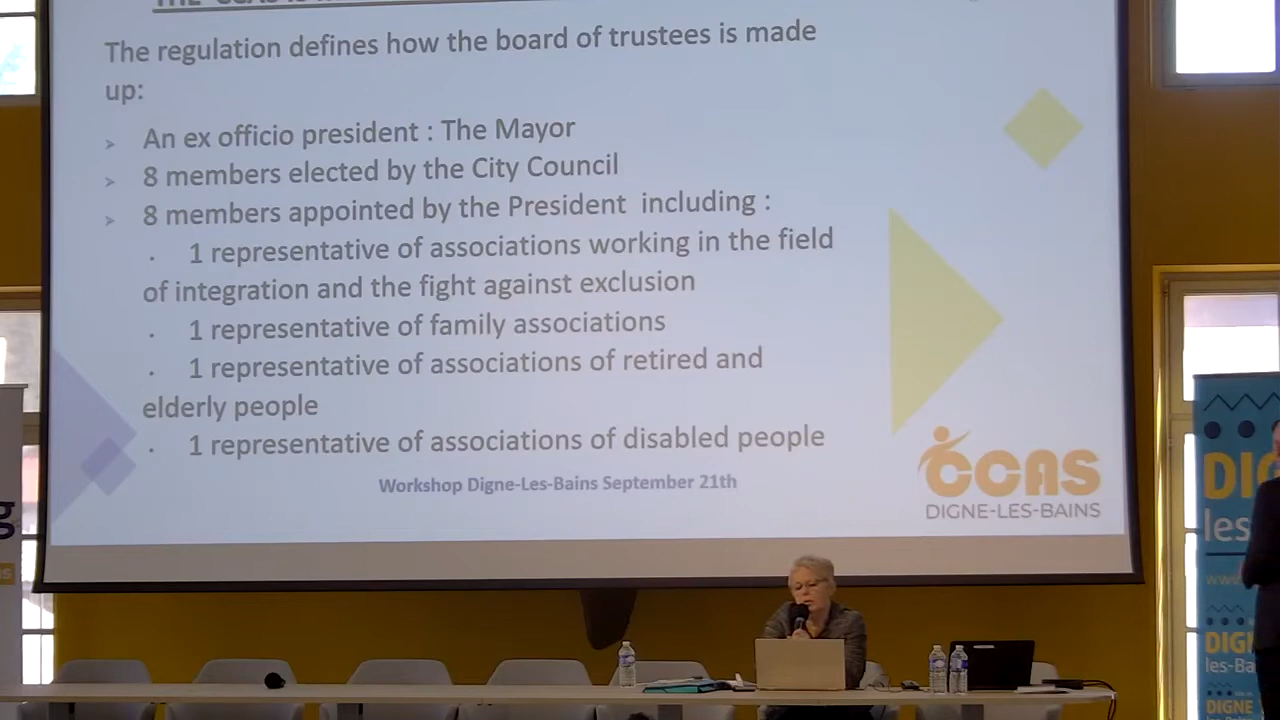 The regulation defines how the board of trustees is made
up:
➢ An ex officio president : The Mayor
➢ 8 members elected by the City Council
➢ 8 members appointed by the President including :
. 1 representative of associations working in the field
of integration and the fight against exclusion
. 1 representative of family associations
. 1 representative of associations of retired and
elderly people
. 1 representative of associations of disabled people
Workshop Digne-Les-Bains September 21th
CCAS
DIGNE-LES-BAINS
les
www
les-Ba
DIGNE